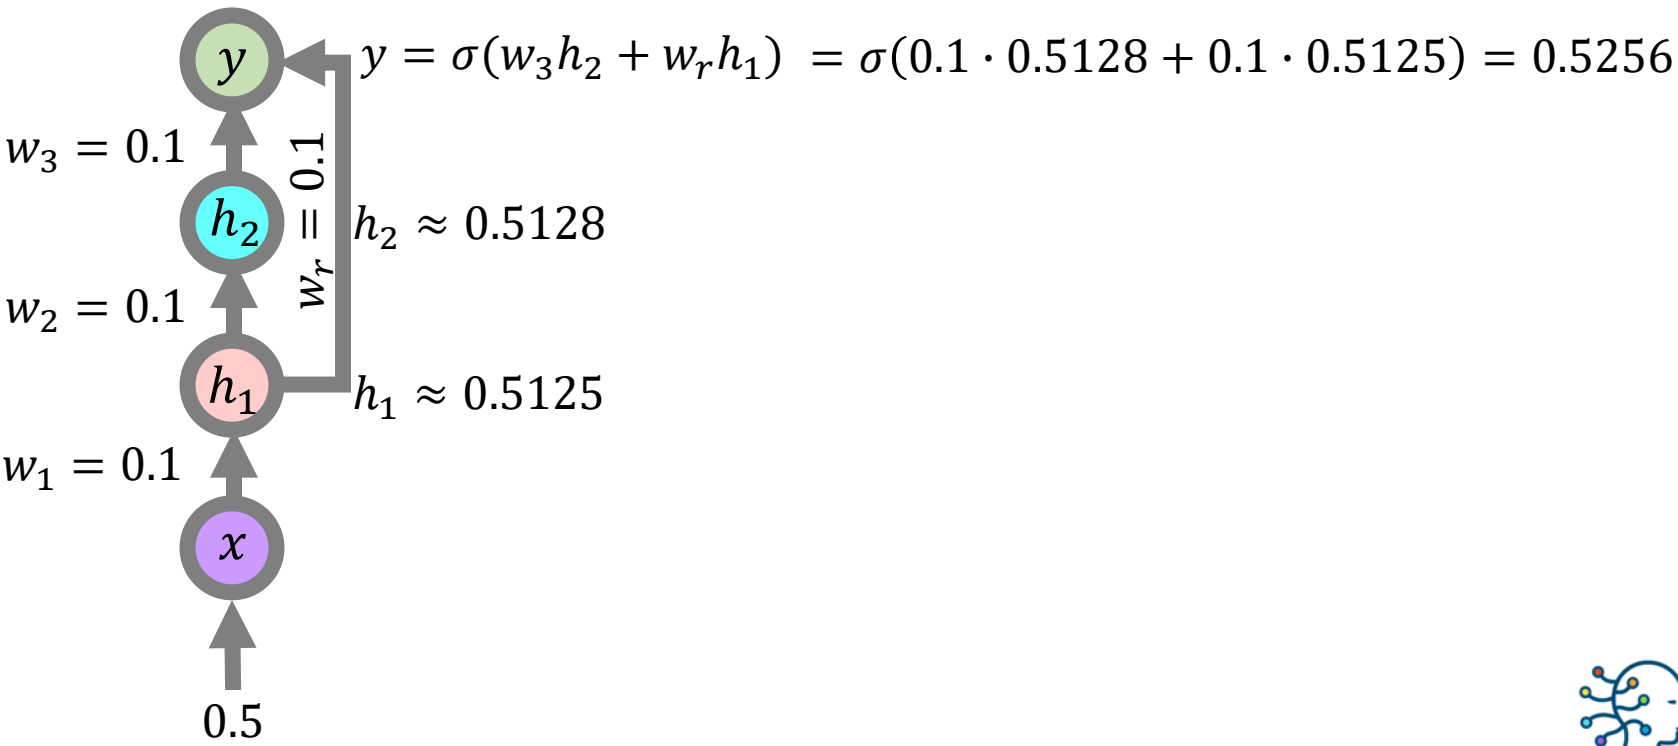 y
y = σ(w₃h₂ + wᵣh₁) = σ(0.1 · 0.5128 + 0.1 · 0.5125) = 0.5256
w₃ = 0.1
wᵣ = 0.1
h₂
h₂ ≈ 0.5128
w₂ = 0.1
h₁
h₁ ≈ 0.5125
w₁ = 0.1
x
0.5